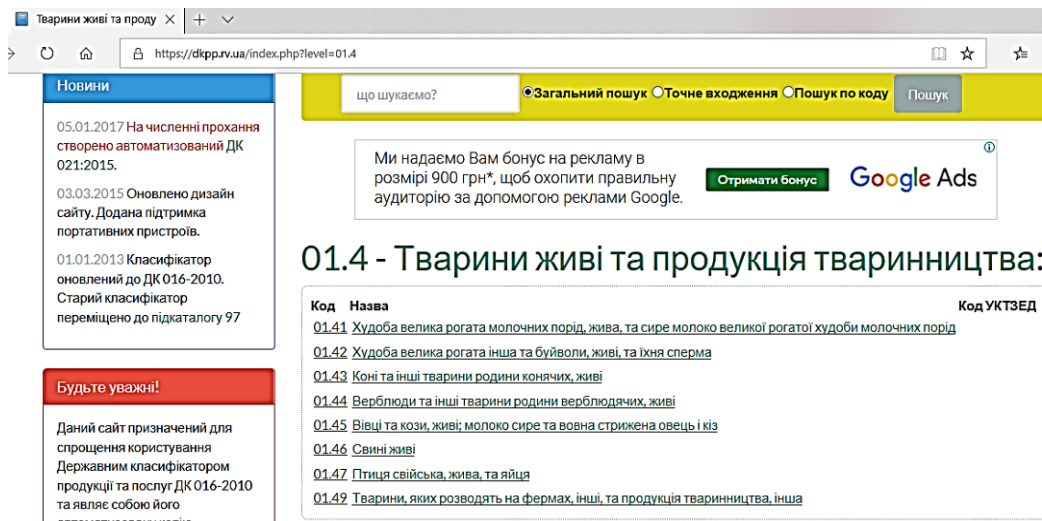 Тварини живі та проду
https://dkpp.rv.ua/index.php?level=01.4
Новини
05.01.2017 На численні прохання
створено автоматизований ДК
021:2015.
03.03.2015 Оновлено дизайн
сайту. Додана підтримка
портативних пристроїв.
01.01.2013 Класифікатор
оновлений до ДК 016-2010.
Старий класифікатор
переміщено до підкаталогу 97
Будьте уважні!
Даний сайт призначений для
спрощення користування
Державним класифікатором
продукції та послуг ДК 016-2010
та являє собою його
що шукаємо?
Загальний пошук Точне входження Пошук по коду
Пошук
Ми надаємо Вам бонус на рекламу в
розмірі 900 грн*, щоб охопити правильну
аудиторію за допомогою реклами Google.
Отримати бонус
Google Ads
01.4 - Тварини живі та продукція тваринництва:
Код Назва Код УКТЗЕД
01.41 Худоба велика рогата молочних порід, жива, та сире молоко великої рогатої худоби молочних порід
01.42 Худоба велика рогата інша та буйволи, живі, та їхня сперма
01.43 Коні та інші тварини родини конячих, живі
01.44 Верблюди та інші тварини родини верблюдячих, живі
01.45 Вівці та кози, живі; молоко сире та вовна стрижена овець і кіз
01.46 Свині живі
01.47 Птиця свійська, жива, та яйця
01.49 Тварини, яких розводять на фермах, інші, та продукція тваринництва, інша